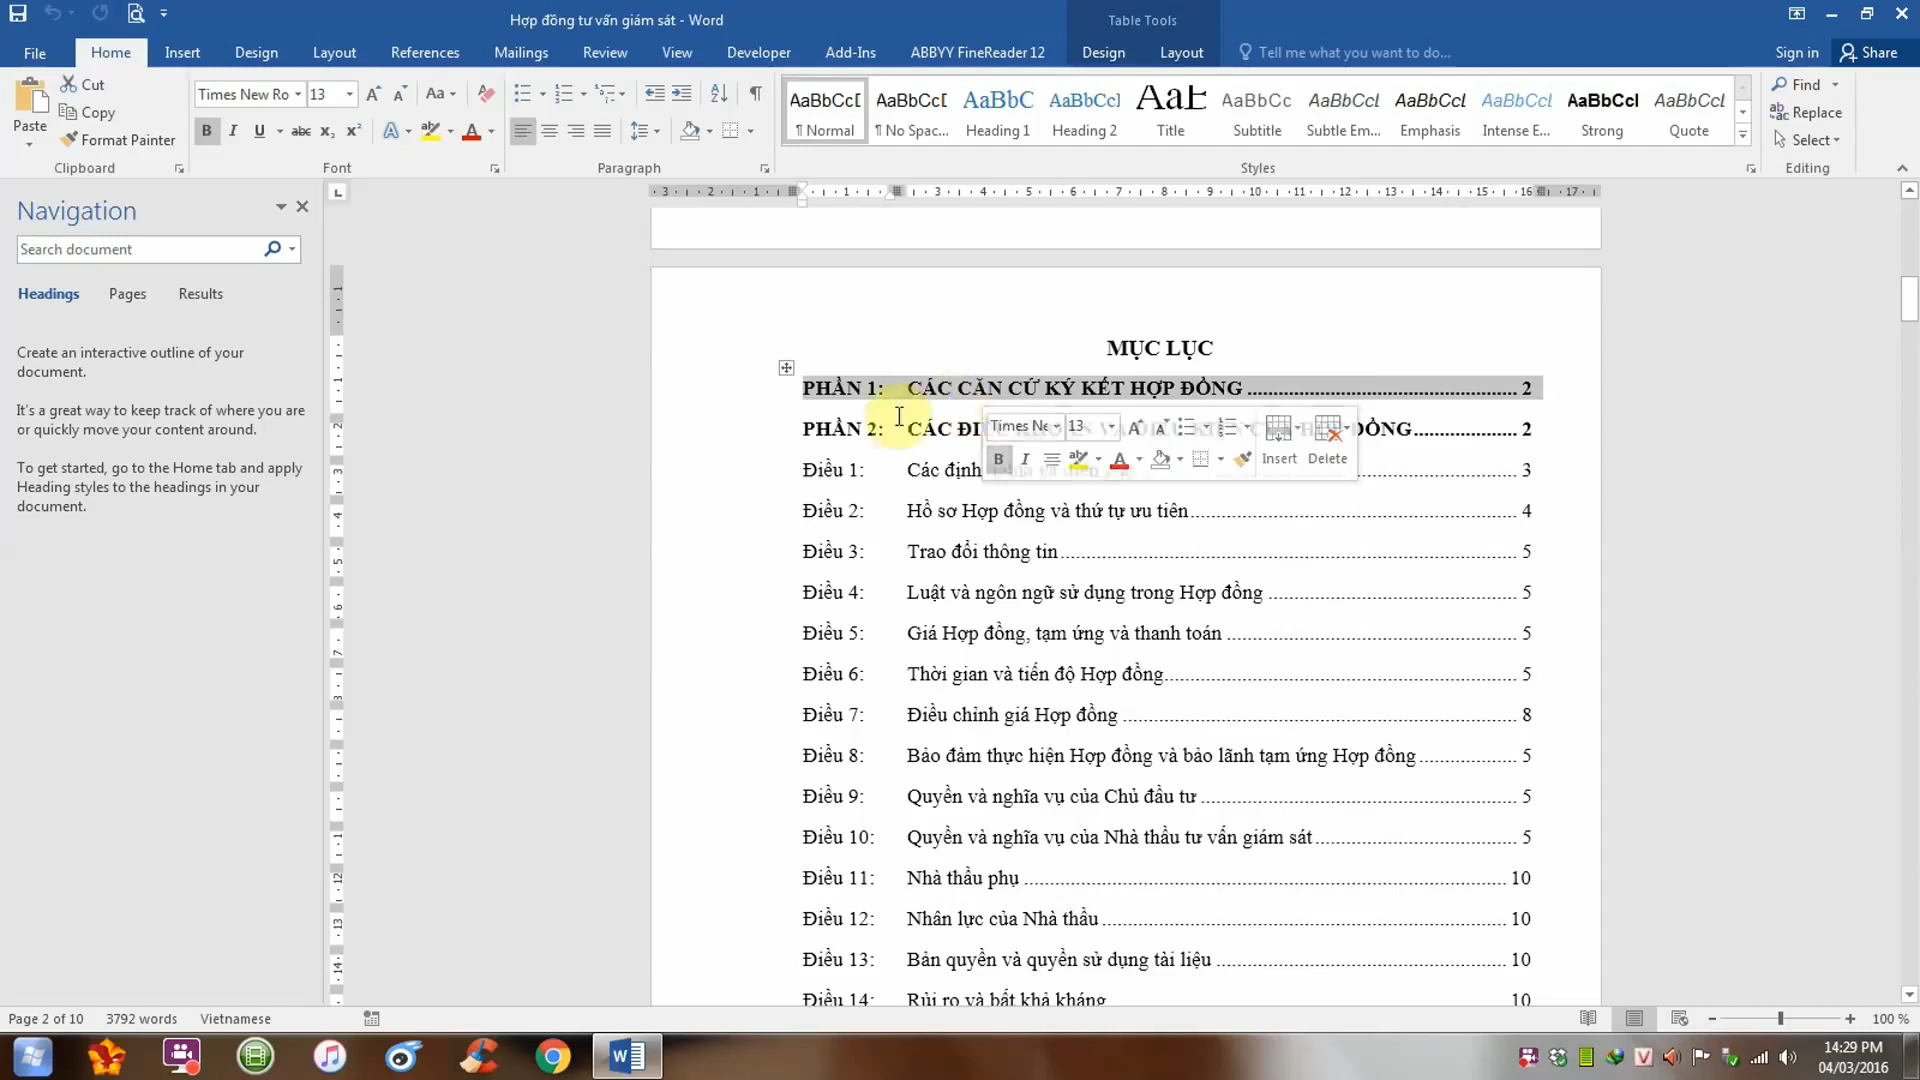 Hợp đồng tư vấn giám sát - Word
Table Tools
File Home Insert Design Layout References Mailings Review View Developer Add-Ins ABBYY FineReader 12 Design Layout Tell me what you want to do... Sign in Share
Paste
Cut
Copy
Format Painter
Clipboard
Times New Ro 13
Font
Paragraph
AaBbCcD AaBbCcD AaBbC AaBbCcD AaB AaBbCc AaBbCcD AaBbCcD AaBbCcD AaBbCcD AaBbCcD
¶ Normal ¶ No Spac... Heading 1 Heading 2 Title Subtitle Subtle Em... Emphasis Intense E... Strong Quote
Styles
Find
Replace
Select
Editing
Navigation
Search document
Headings Pages Results
Create an interactive outline of your
document.
It's a great way to keep track of where you are
or quickly move your content around.
To get started, go to the Home tab and apply
Heading styles to the headings in your
document.
MỤC LỤC
PHẦN 1: CÁC CĂN CỨ KÝ KẾT HỢP ĐỒNG ........ 2
PHẦN 2: CÁC ĐI ĐỒNG ........ 2
Times Ne 13
Insert Delete
Điều 1: Các định ........ 3
Điều 2: Hồ sơ Hợp đồng và thứ tự ưu tiên ........ 4
Điều 3: Trao đổi thông tin ........ 5
Điều 4: Luật và ngôn ngữ sử dụng trong Hợp đồng ........ 5
Điều 5: Giá Hợp đồng, tạm ứng và thanh toán ........ 5
Điều 6: Thời gian và tiến độ Hợp đồng ........ 5
Điều 7: Điều chỉnh giá Hợp đồng ........ 8
Điều 8: Bảo đảm thực hiện Hợp đồng và bảo lãnh tạm ứng Hợp đồng ........ 5
Điều 9: Quyền và nghĩa vụ của Chủ đầu tư ........ 5
Điều 10: Quyền và nghĩa vụ của Nhà thầu tư vấn giám sát ........ 5
Điều 11: Nhà thầu phụ ........ 10
Điều 12: Nhân lực của Nhà thầu ........ 10
Điều 13: Bản quyền và quyền sử dụng tài liệu ........ 10
Điều 14: Rủi ro và bất khả kháng ........ 10
Page 2 of 10 3792 words Vietnamese 100 %
14:29 PM
04/03/2016